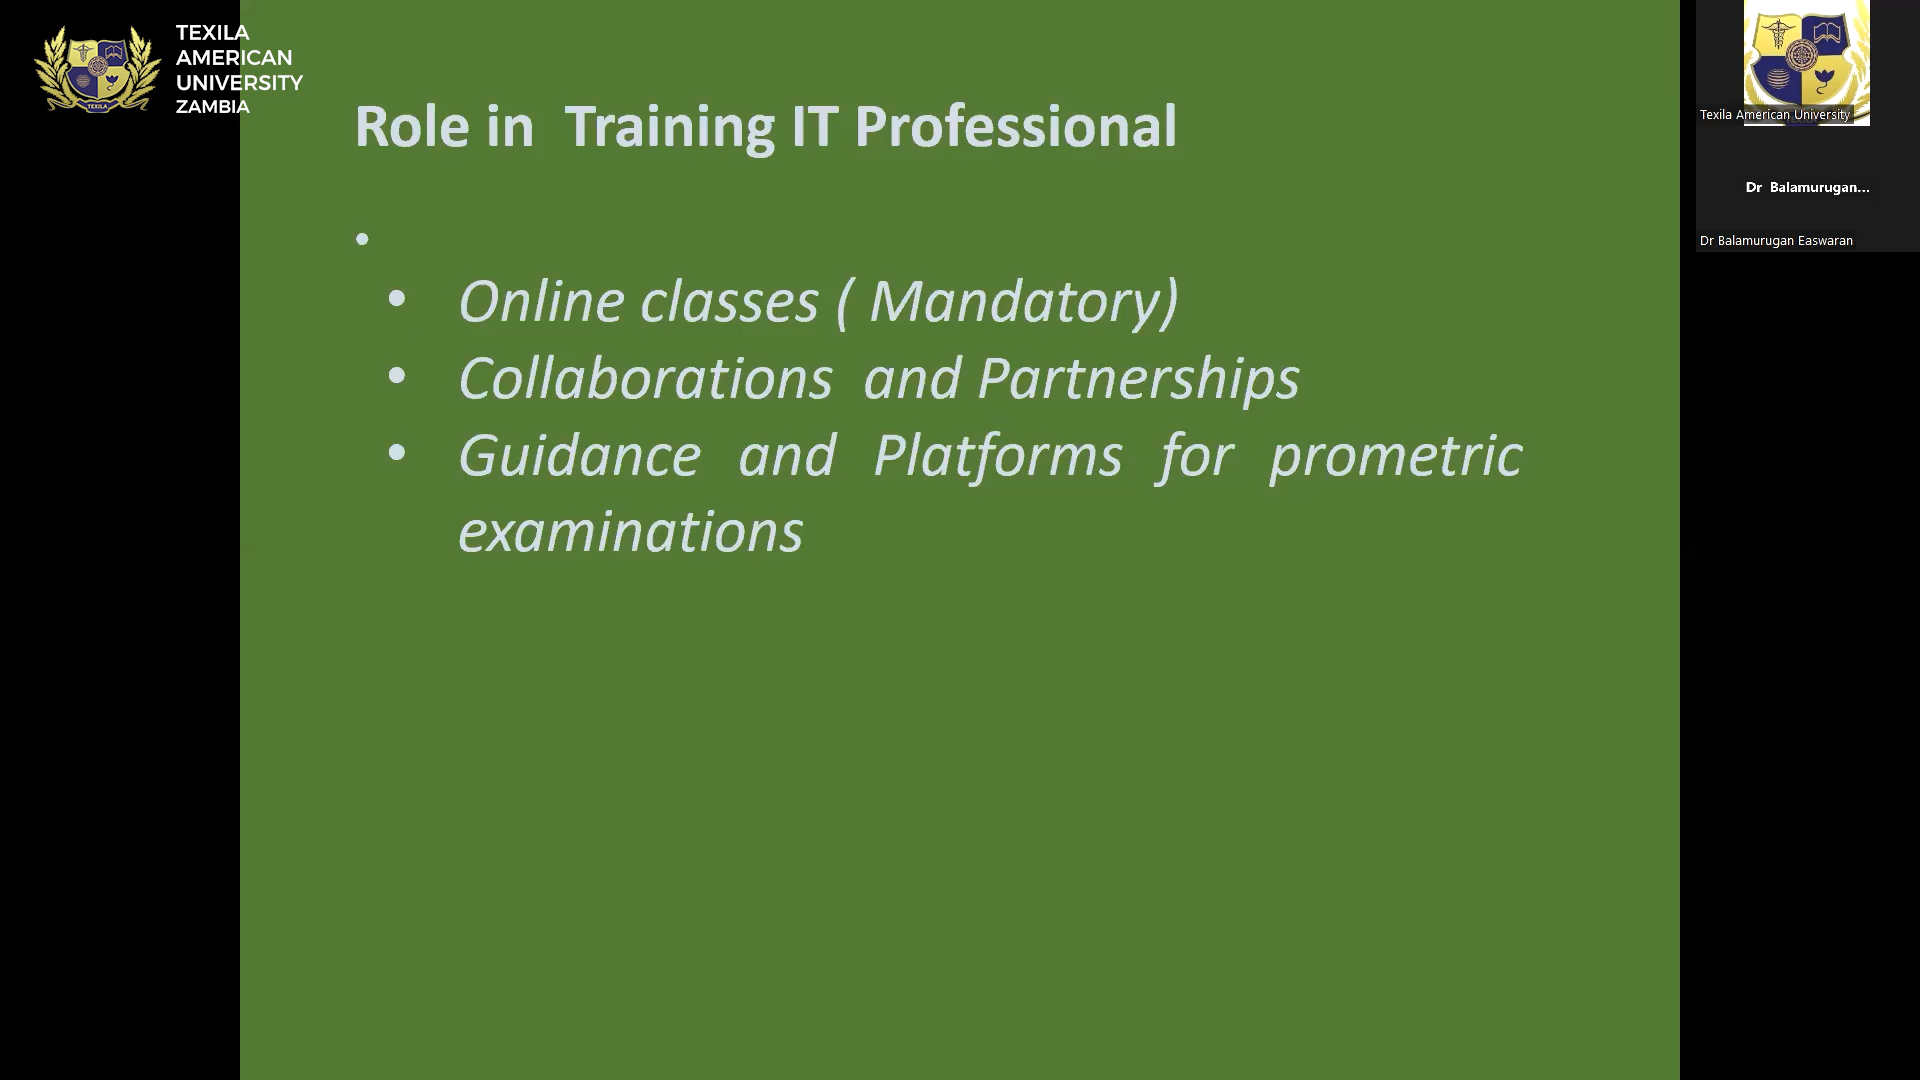 TEXILA
AMERICAN
UNIVERSITY
ZAMBIA
TEXILA
Role in  Training IT Professional
•
• Online classes ( Mandatory)
• Collaborations  and Partnerships
• Guidance and Platforms for prometric
examinations
Texila American University
Dr Balamurugan...
Dr Balamurugan Easwaran